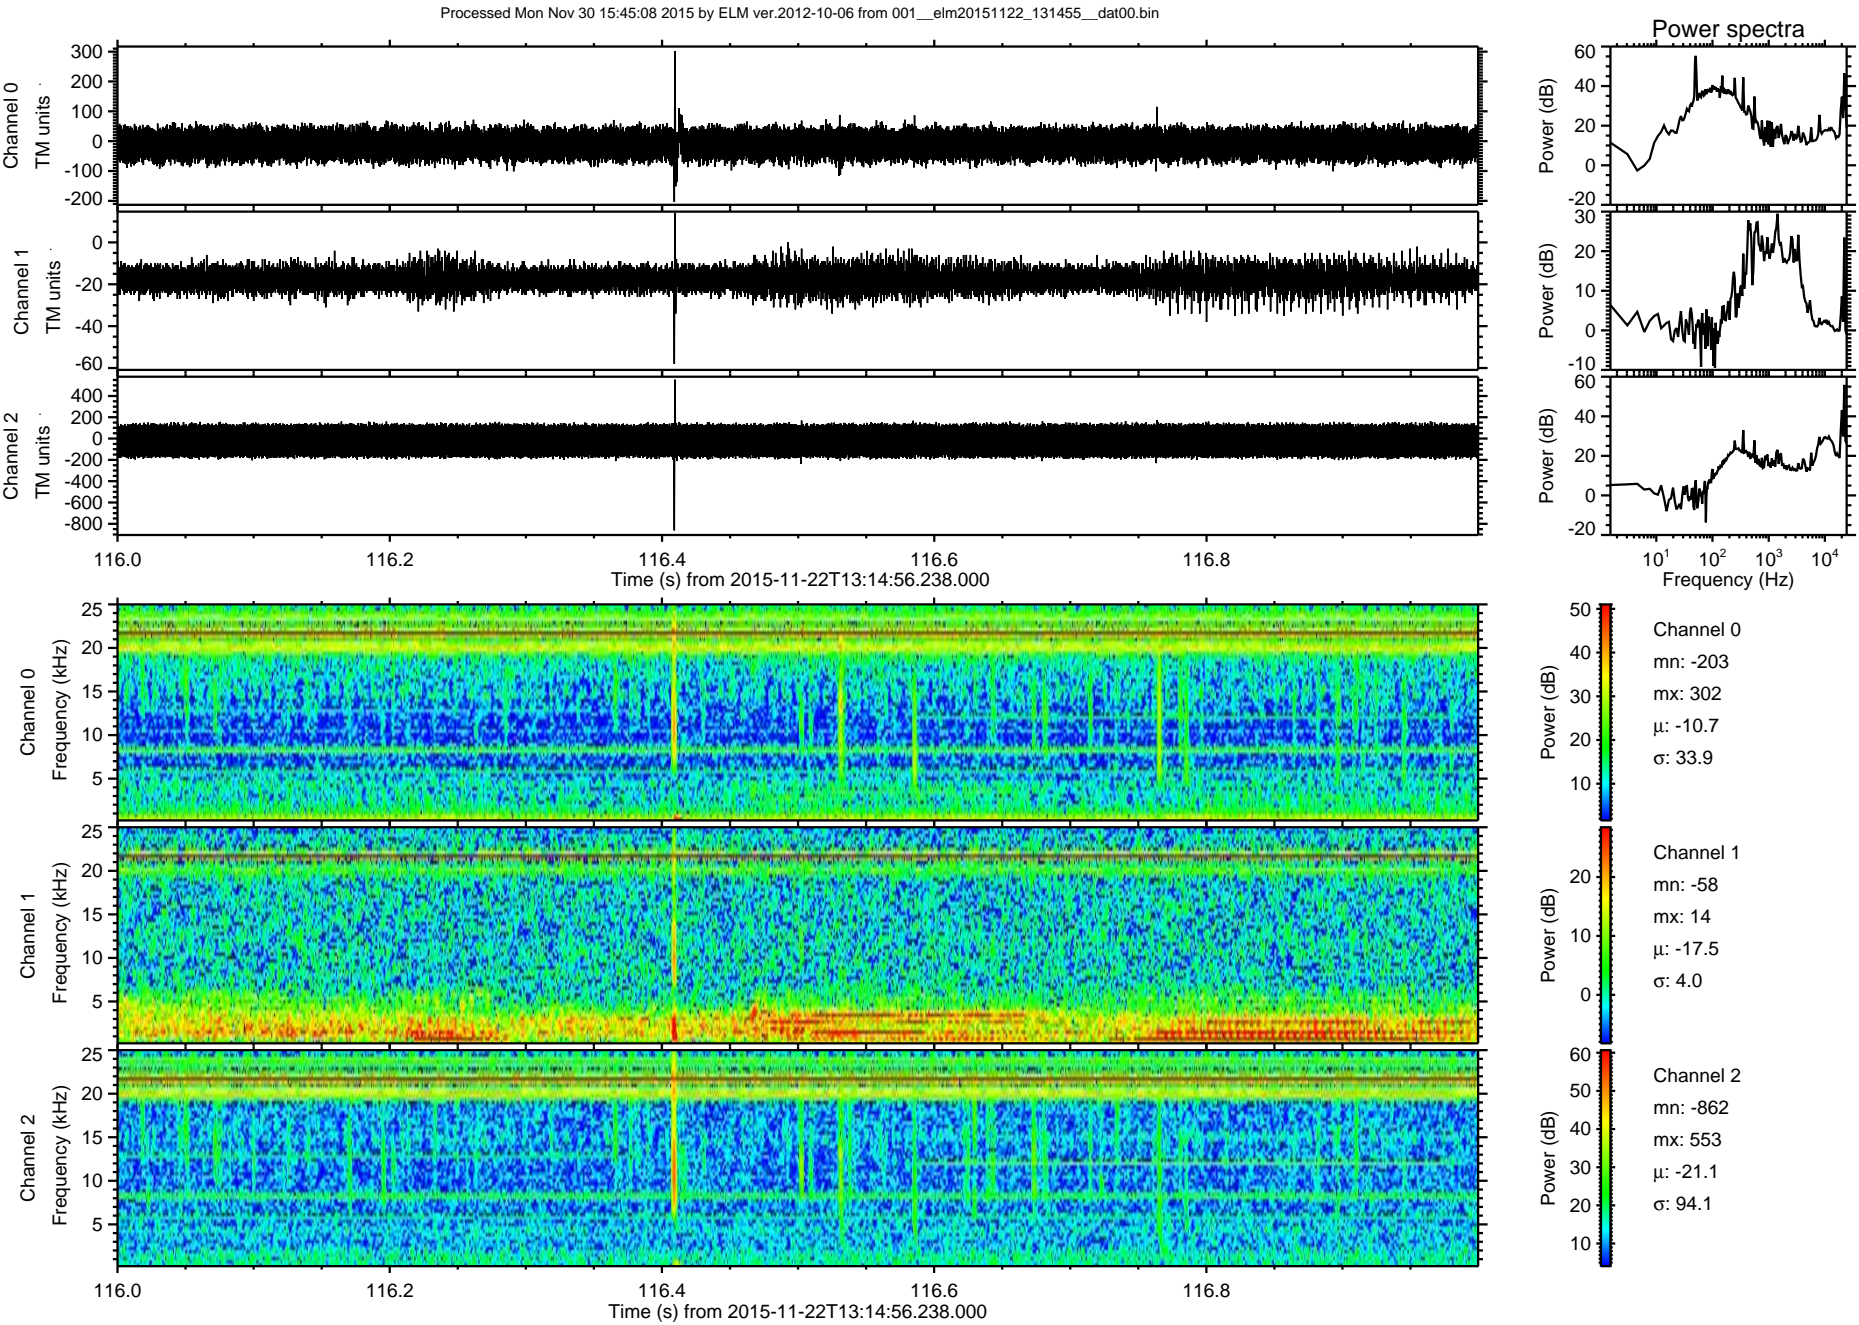 Processed Mon Nov 30 15:45:08 2015 by ELM ver.2012-10-06 from 001__elm20151122_131455__dat00.bin
Power spectra
Channel 0
TM units
300
200
100
0
-100
-200
Power (dB)
60
40
20
0
-20
Channel 1
TM units
0
-20
-40
-60
Power (dB)
30
20
10
0
-10
Channel 2
TM units
400
200
0
-200
-400
-600
-800
Power (dB)
60
40
20
0
-20
116.0 116.2 116.4 116.6 116.8
Time (s) from 2015-11-22T13:14:56.238.000
10¹ 10² 10³ 10⁴
Frequency (Hz)
Channel 0
Frequency (kHz)
25
20
15
10
5
Power (dB)
50
40
30
20
10
Channel 0
mn: -203
mx: 302
μ: -10.7
σ: 33.9
Channel 1
Frequency (kHz)
25
20
15
10
5
Power (dB)
20
10
0
Channel 1
mn: -58
mx: 14
μ: -17.5
σ: 4.0
Channel 2
Frequency (kHz)
25
20
15
10
5
Power (dB)
60
50
40
30
20
10
Channel 2
mn: -862
mx: 553
μ: -21.1
σ: 94.1
116.0 116.2 116.4 116.6 116.8
Time (s) from 2015-11-22T13:14:56.238.000